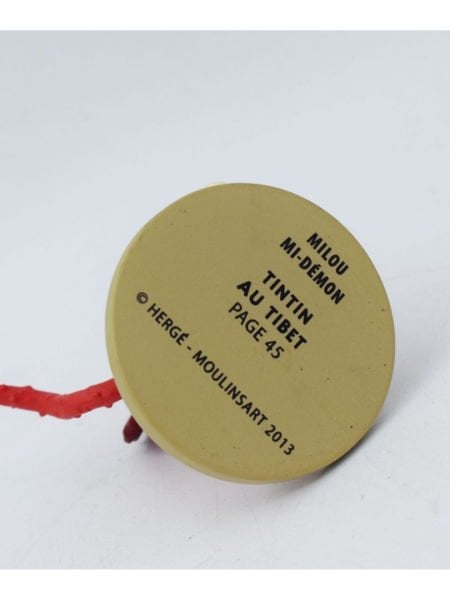 MILOU
MI-DÉMON
TINTIN
AU TIBET
PAGE 45
© HERGÉ - MOULINSART 2013